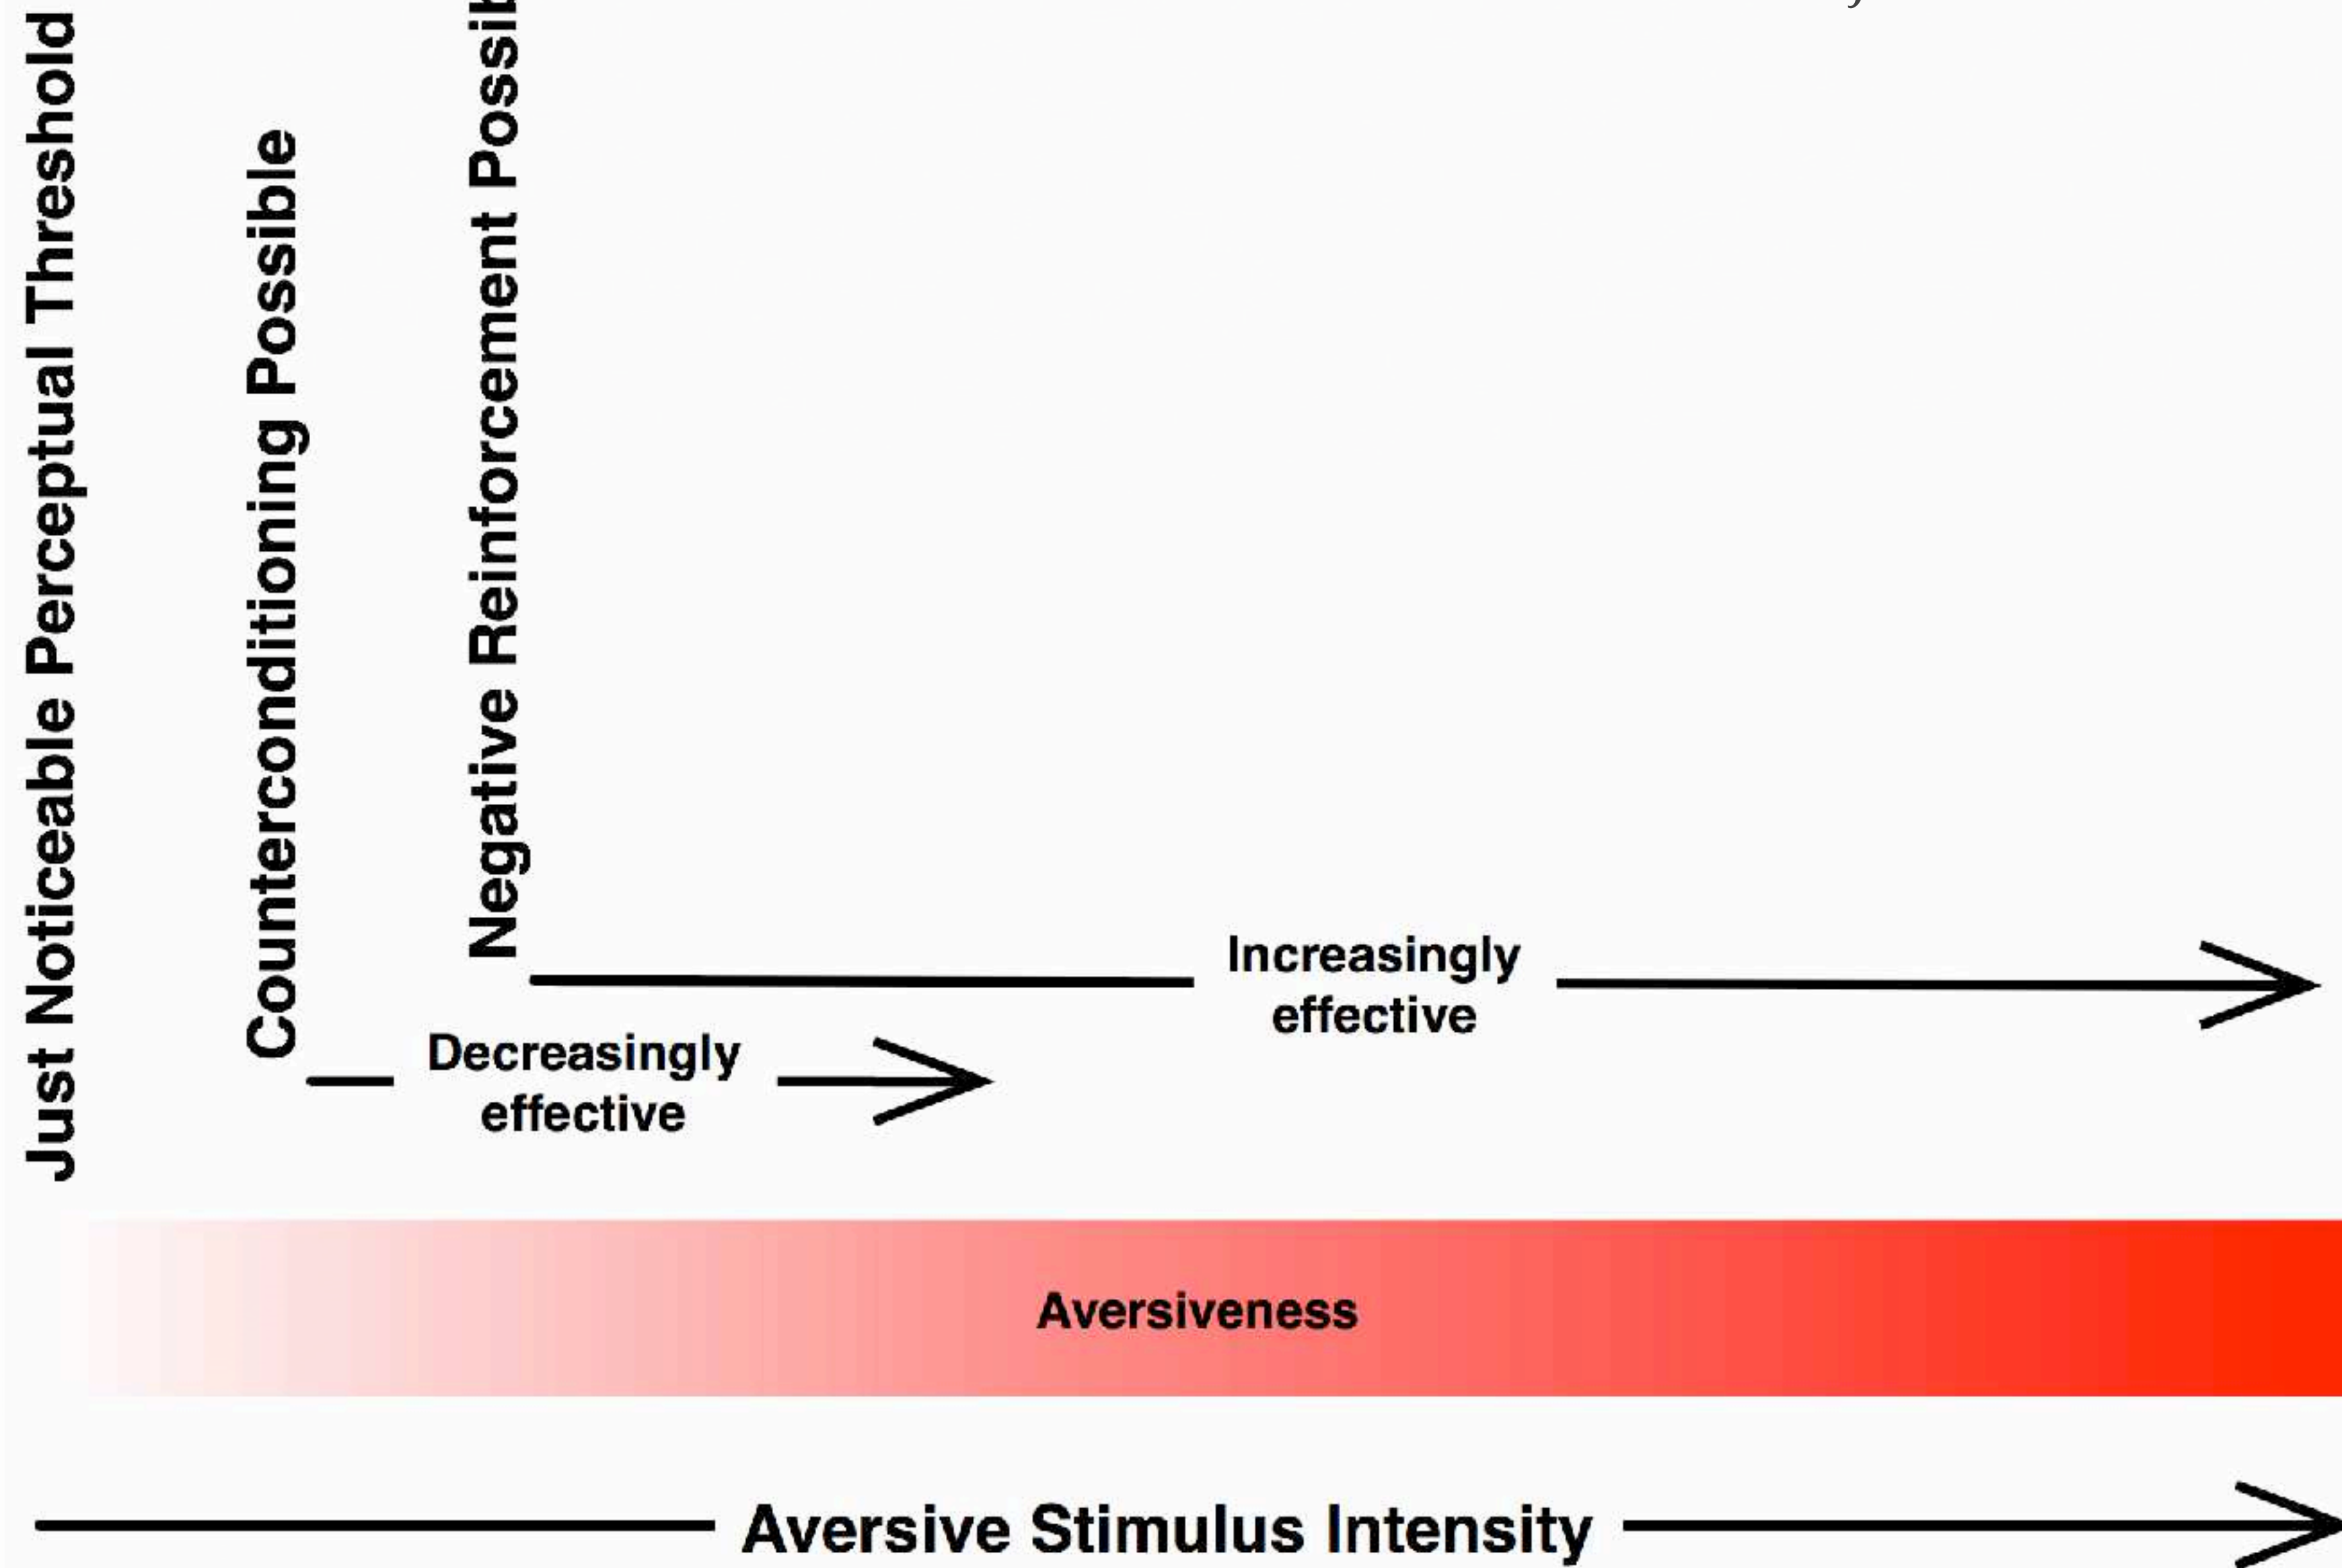 Just Noticeable Perceptual Threshold
Counterconditioning Possible
Negative Reinforcement Possib
Increasingly
effective
Decreasingly
effective
Aversiveness
Aversive Stimulus Intensity